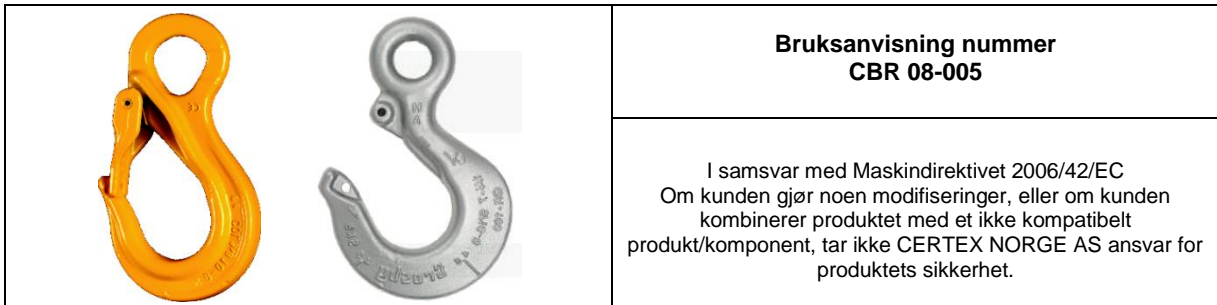 Bruksanvisning nummer
CBR 08-005
I samsvar med Maskindirektivet 2006/42/EC
Om kunden gjør noen modifiseringer, eller om kunden
kombinerer produktet med et ikke kompatibelt
produkt/komponent, tar ikke CERTEX NORGE AS ansvar for
produktets sikkerhet.